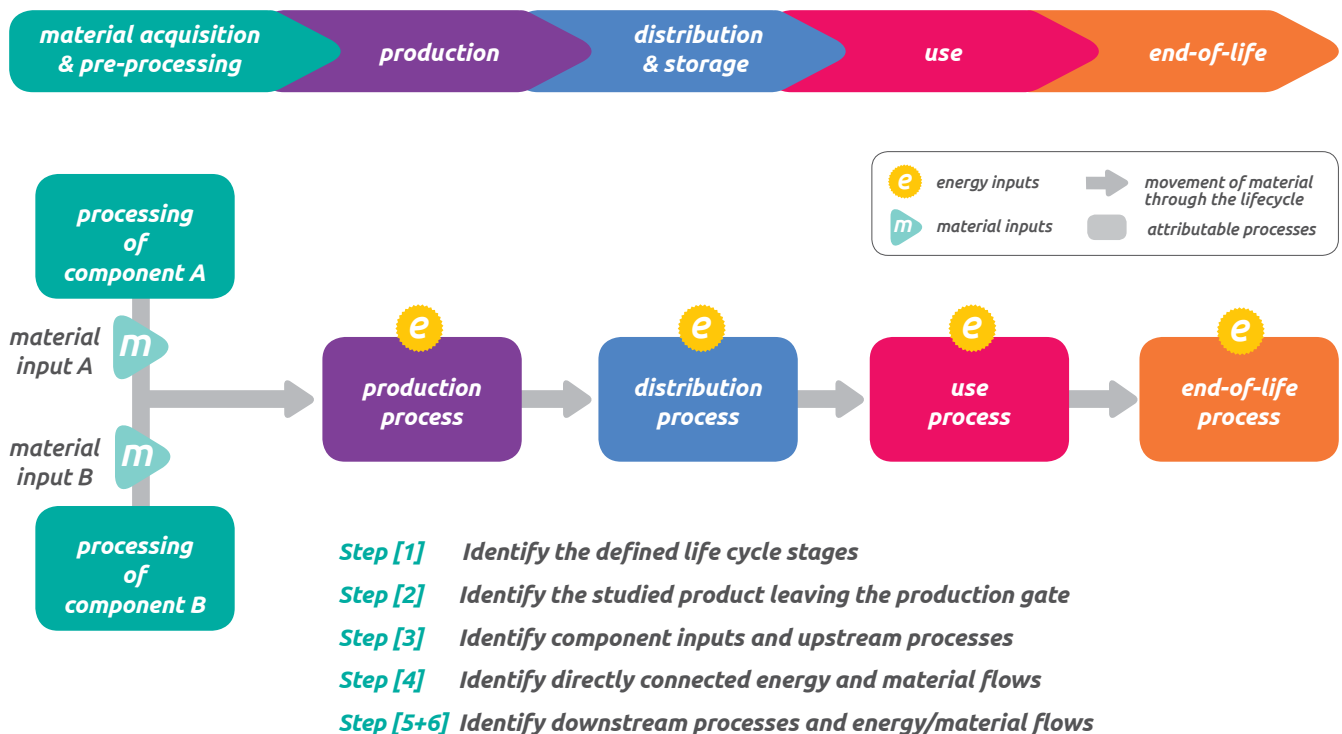 material acquisition
& pre-processing
production
distribution
& storage
use
end-of-life
e energy inputs
movement of material
through the lifecycle
m material inputs
attributable processes
processing
of
component A
material
input A
m
material
input B
m
processing
of
component B
e
production
process
e
distribution
process
e
use
process
e
end-of-life
process
Step [1] Identify the defined life cycle stages
Step [2] Identify the studied product leaving the production gate
Step [3] Identify component inputs and upstream processes
Step [4] Identify directly connected energy and material flows
Step [5+6] Identify downstream processes and energy/material flows